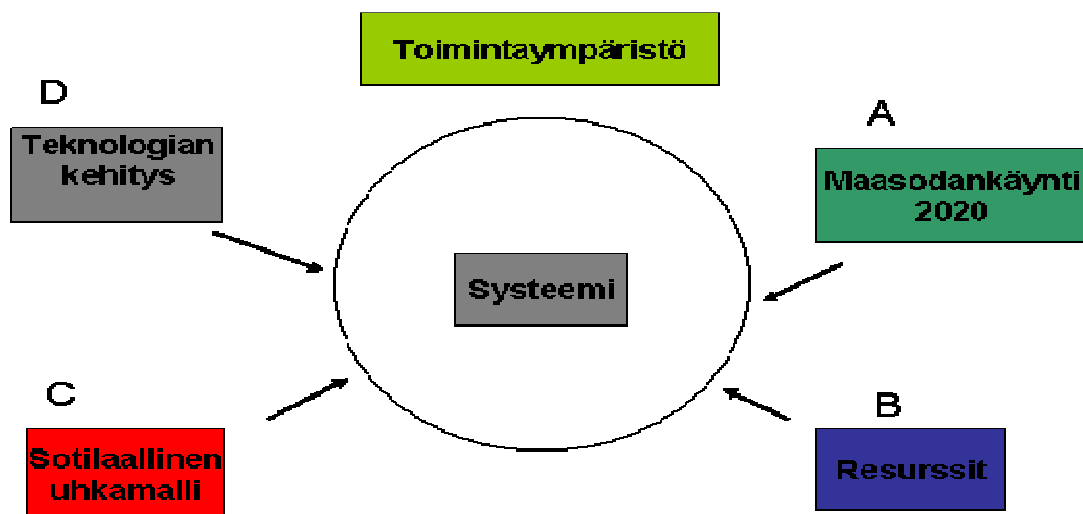 Toimintaympäristö
D
Teknologian
kehitys
A
Maasodankäynti
2020
Systeemi
C
Sotilaallinen
uhkamalli
B
Resurssit